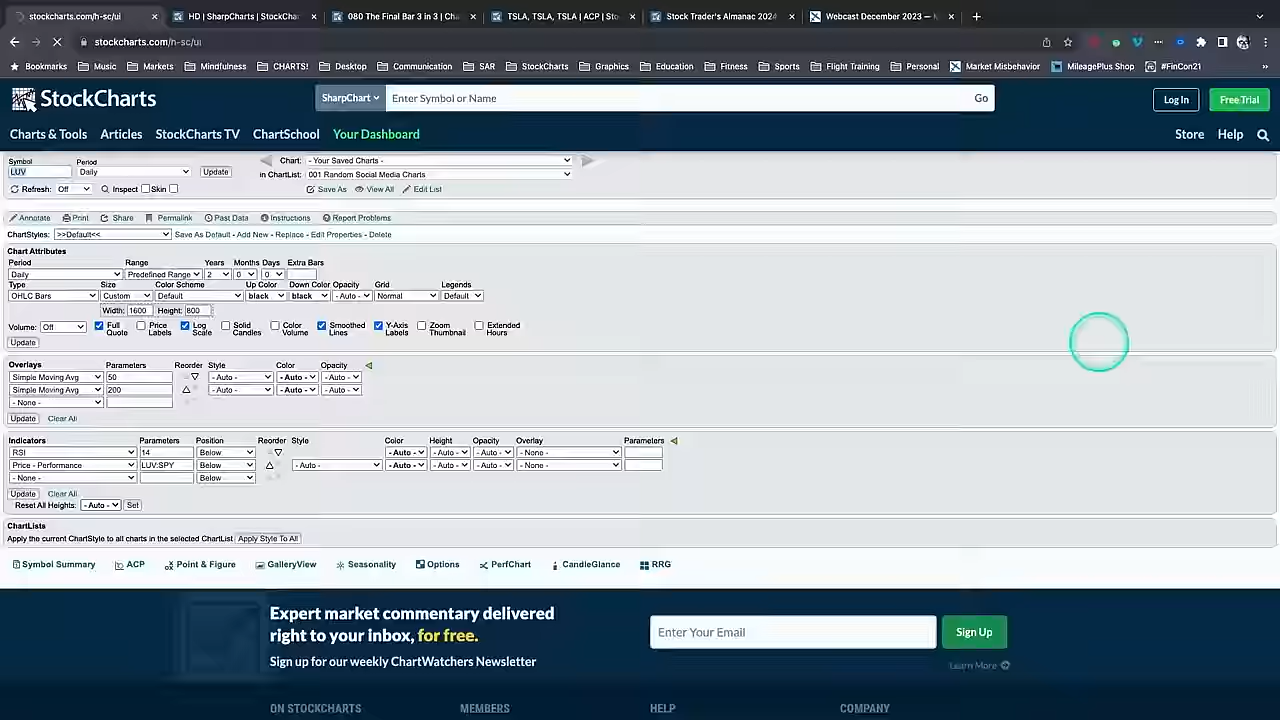 stockcharts.com/h-sc/ui
HD | SharpCharts | StockChart
080 The Final Bar 3 in 3 | Cha
TSLA, TSLA, TSLA | ACP | Sto
Stock Trader's Almanac 2024
Webcast December 2023 —
stockcharts.com/h-sc/ui
Bookmarks Music Markets Mindfulness CHARTS! Desktop Communication SAR StockCharts Graphics Education Fitness Sports Flight Training Personal Market Misbehavior MileagePlus Shop #FinCon21 »
StockCharts SharpChart Enter Symbol or Name Go Log In Free Trial
Charts & Tools Articles StockCharts TV ChartSchool Your Dashboard Store Help
Symbol Period Chart: - Your Saved Charts -
LUV Daily Update in ChartList: 001 Random Social Media Charts
Refresh: Off Inspect Skin Save As View All Edit List
Annotate Print Share Permalink Past Data Instructions Report Problems
ChartStyles: >>Default<< Save As Default - Add New - Replace - Edit Properties - Delete
Chart Attributes
Period Range Years Months Days Extra Bars
Daily Predefined Range 2 0 0
Type Size Color Scheme Up Color Down Color Opacity Grid Legends
OHLC Bars Custom Default black black - Auto - Normal Default
Width: 1600 Height: 800
Volume: Off Full Quote Price Labels Log Scale Solid Candles Color Volume Smoothed Lines Y-Axis Labels Zoom Thumbnail Extended Hours
Update
Overlays Parameters Reorder Style Color Opacity
Simple Moving Avg 50 - Auto - - Auto - - Auto -
Simple Moving Avg 200 - Auto - - Auto - - Auto -
- None -
Update Clear All
Indicators Parameters Position Reorder Style Color Height Opacity Overlay Parameters
RSI 14 Below - Auto - - Auto - - Auto - - None -
Price - Performance LUV:SPY Below - Auto - - Auto - - Auto - - Auto - - None -
- None - Below
Update Clear All
Reset All Heights: - Auto - Set
ChartLists
Apply the current ChartStyle to all charts in the selected ChartList Apply Style To All
Symbol Summary ACP Point & Figure GalleryView Seasonality Options PerfChart CandleGlance RRG
Expert market commentary delivered
right to your inbox, for free.
Sign up for our weekly ChartWatchers Newsletter
Enter Your Email Sign Up
Learn More
ON STOCKCHARTS MEMBERS HELP COMPANY